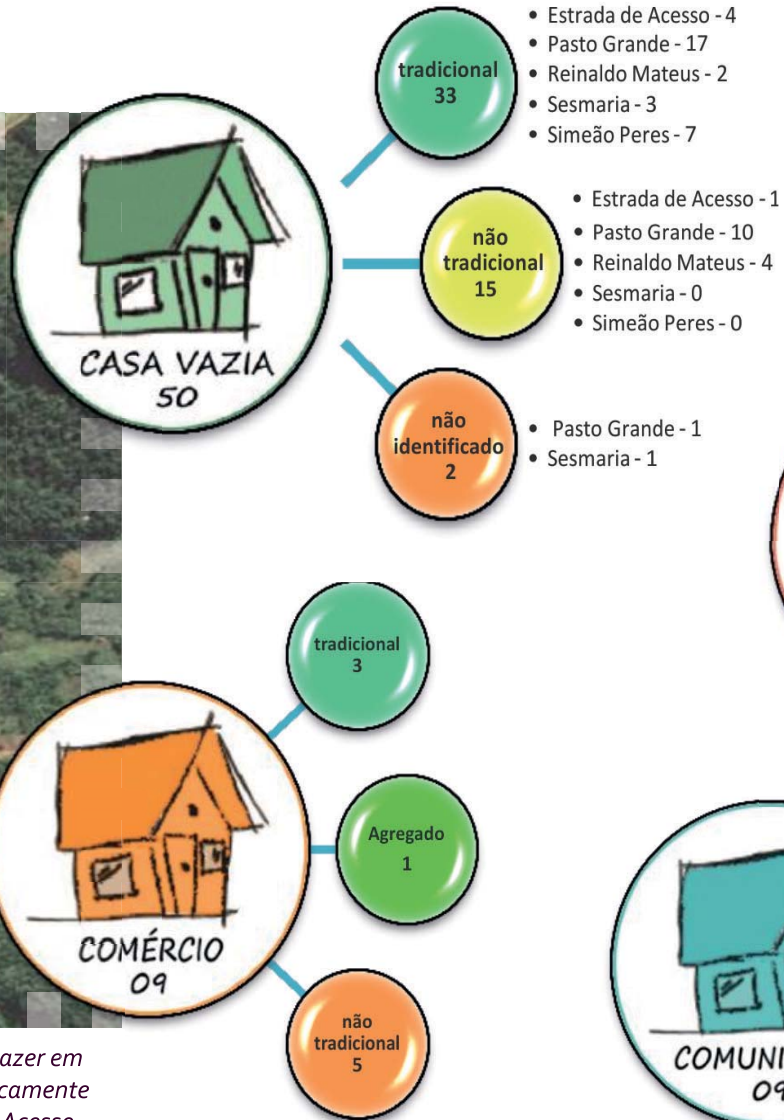 • Estrada de Acesso - 4
• Pasto Grande - 17
• Reinaldo Mateus - 2
• Sesmaria - 3
• Simeão Peres - 7
tradicional
33
• Estrada de Acesso - 1
• Pasto Grande - 10
• Reinaldo Mateus - 4
• Sesmaria - 0
• Simeão Peres - 0
não
tradicional
15
CASA VAZIA
50
não
identificado
2
• Pasto Grande - 1
• Sesmaria - 1
tradicional
3
Agregado
1
COMÉRCIO
09
não
tradicional
5
COMUNI
09
azer em
camente
Acesso